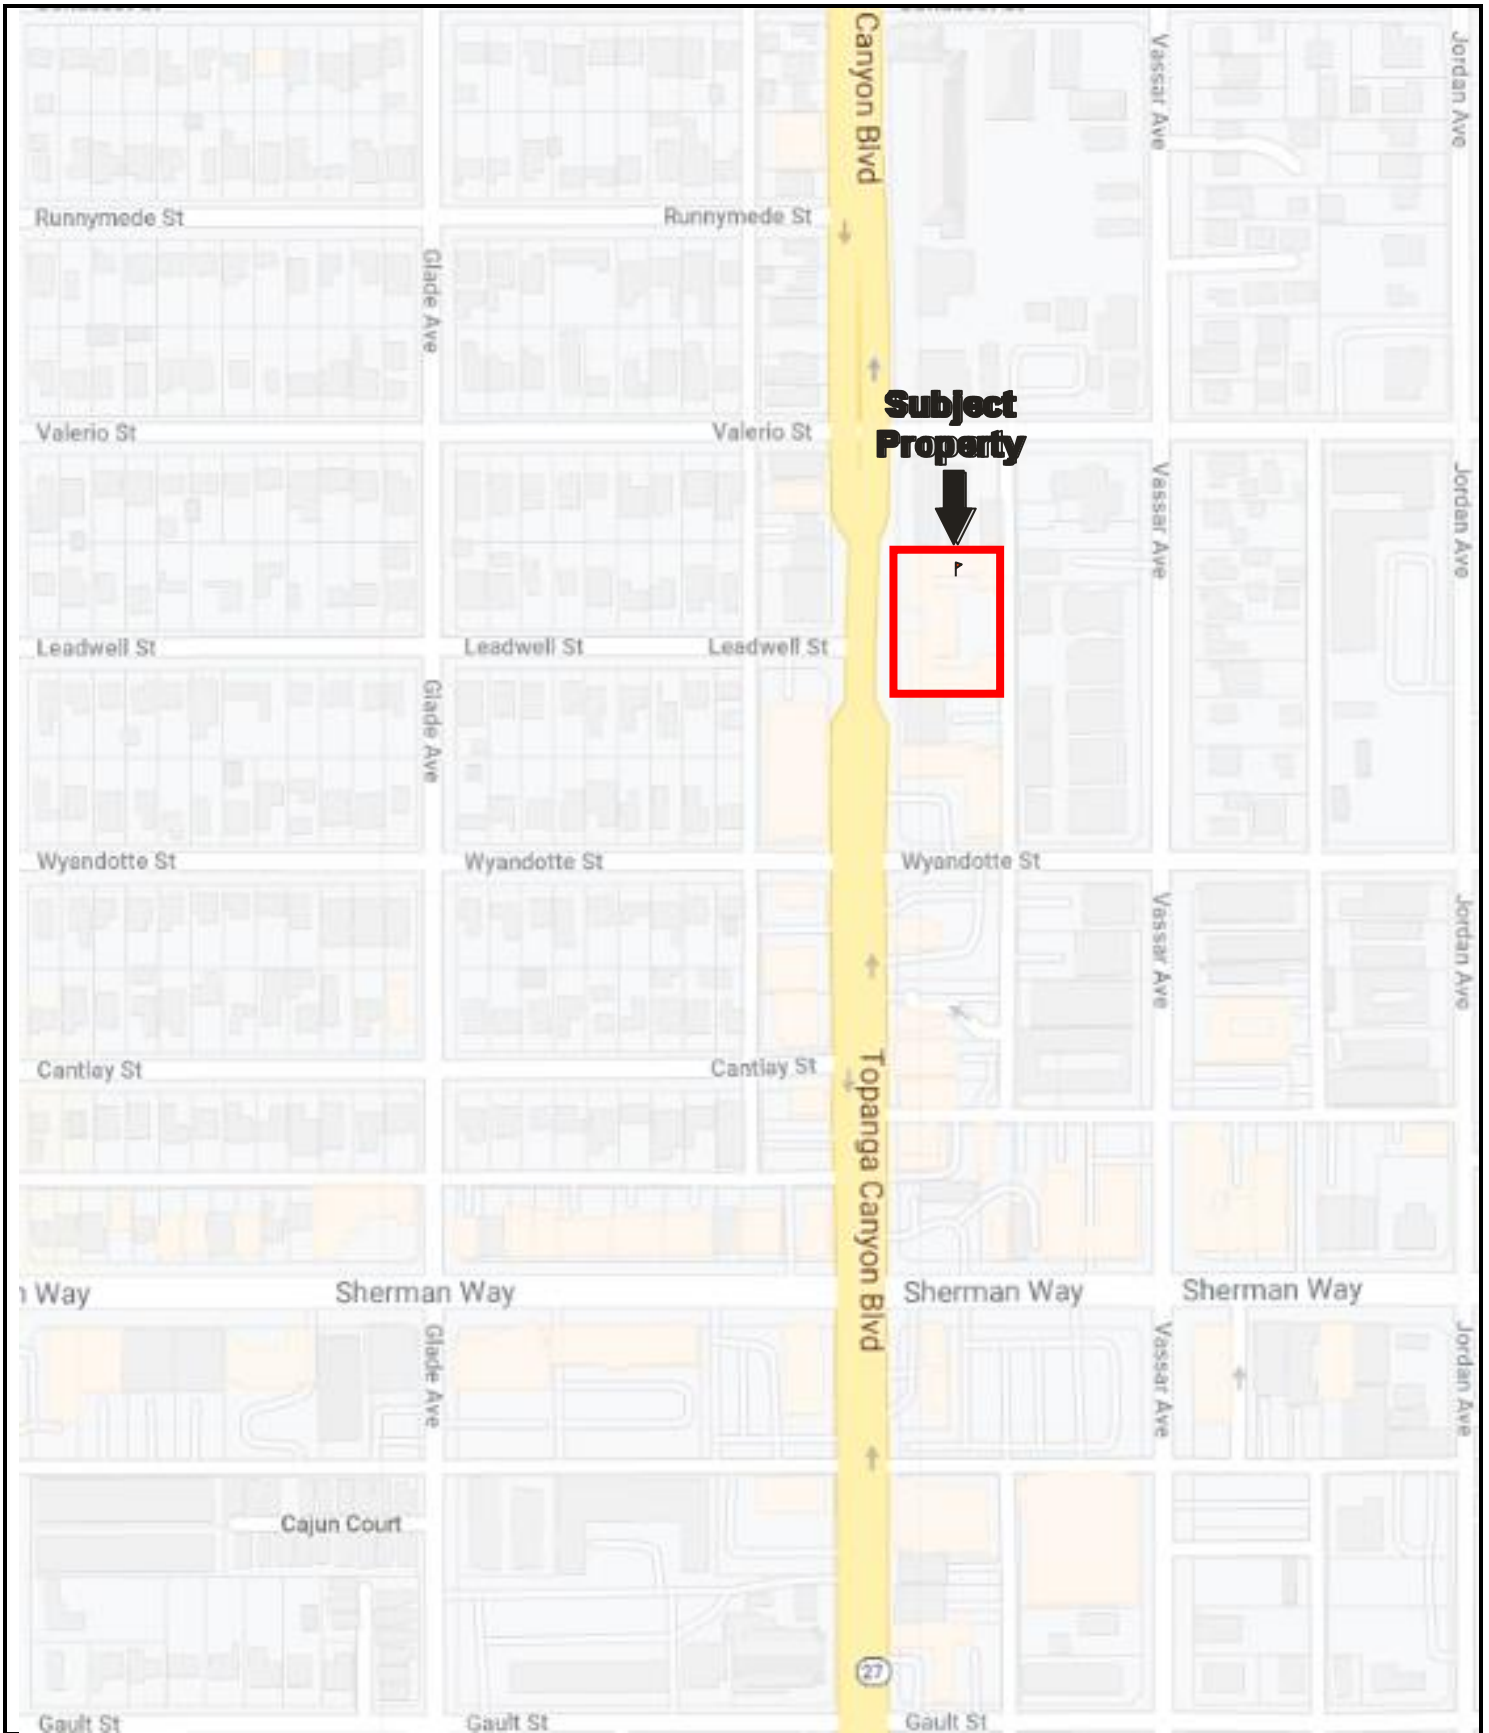 Canyon Blvd
Vassar Ave
Jordan Ave
Runnymede St
Runnymede St
Glade Ave
Subject
Property
Valerio St
Valerio St
Vassar Ave
Jordan Ave
Leadwell St
Leadwell St
Leadwell St
Glade Ave
Wyandotte St
Wyandotte St
Wyandotte St
Vassar Ave
Jordan Ave
Cantlay St
Cantlay St
Topanga Canyon Blvd
Way
Sherman Way
Sherman Way
Sherman Way
Glade Ave
Vassar Ave
Jordan Ave
Cajun Court
27
Gault St
Gault St
Gault St